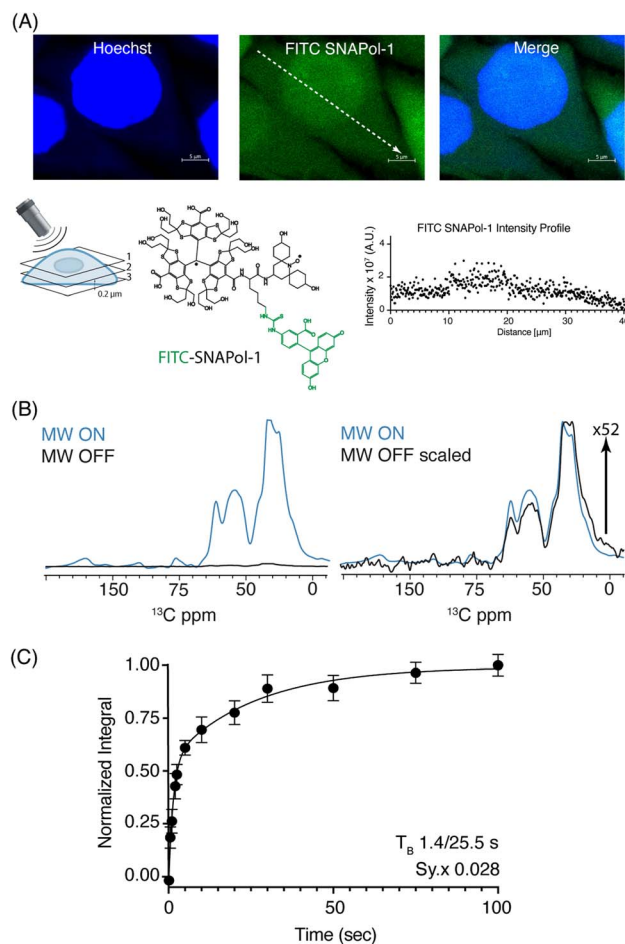 (A)
Hoechst
FITC SNAPol-1
Merge
5 µm
5 µm
5 µm
1
2
3
0.2 µm
FITC-SNAPol-1
FITC SNAPol-1 Intensity Profile
Intensity x 10⁷ (A.U.)
5
4
3
2
1
0
0
10
20
30
40
Distance [µm]
(B)
MW ON
MW OFF
150
75
50
0
¹³C ppm
MW ON
MW OFF scaled
x52
150
75
50
0
¹³C ppm
(C)
Normalized Integral
1.00
0.75
0.50
0.25
0.00
0
50
100
Time (sec)
T_B 1.4/25.5 s
Sy.x 0.028